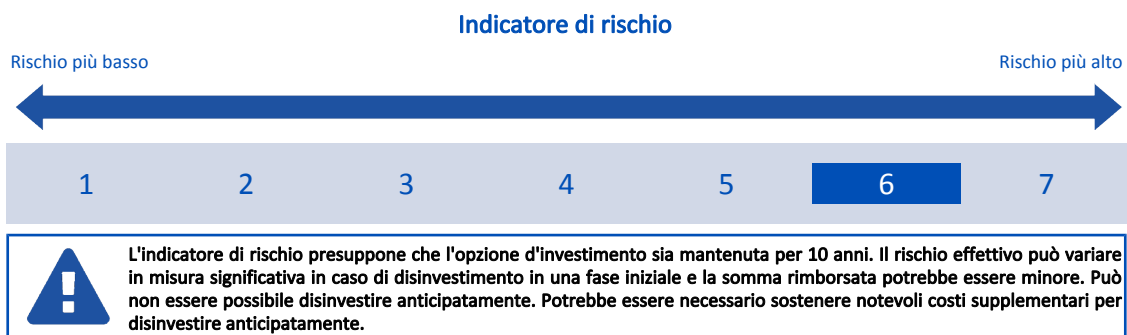 Indicatore di rischio
Rischio più basso
Rischio più alto
1 2 3 4 5 6 7
L'indicatore di rischio presuppone che l'opzione d'investimento sia mantenuta per 10 anni. Il rischio effettivo può variare
in misura significativa in caso di disinvestimento in una fase iniziale e la somma rimborsata potrebbe essere minore. Può
non essere possibile disinvestire anticipatamente. Potrebbe essere necessario sostenere notevoli costi supplementari per
disinvestire anticipatamente.